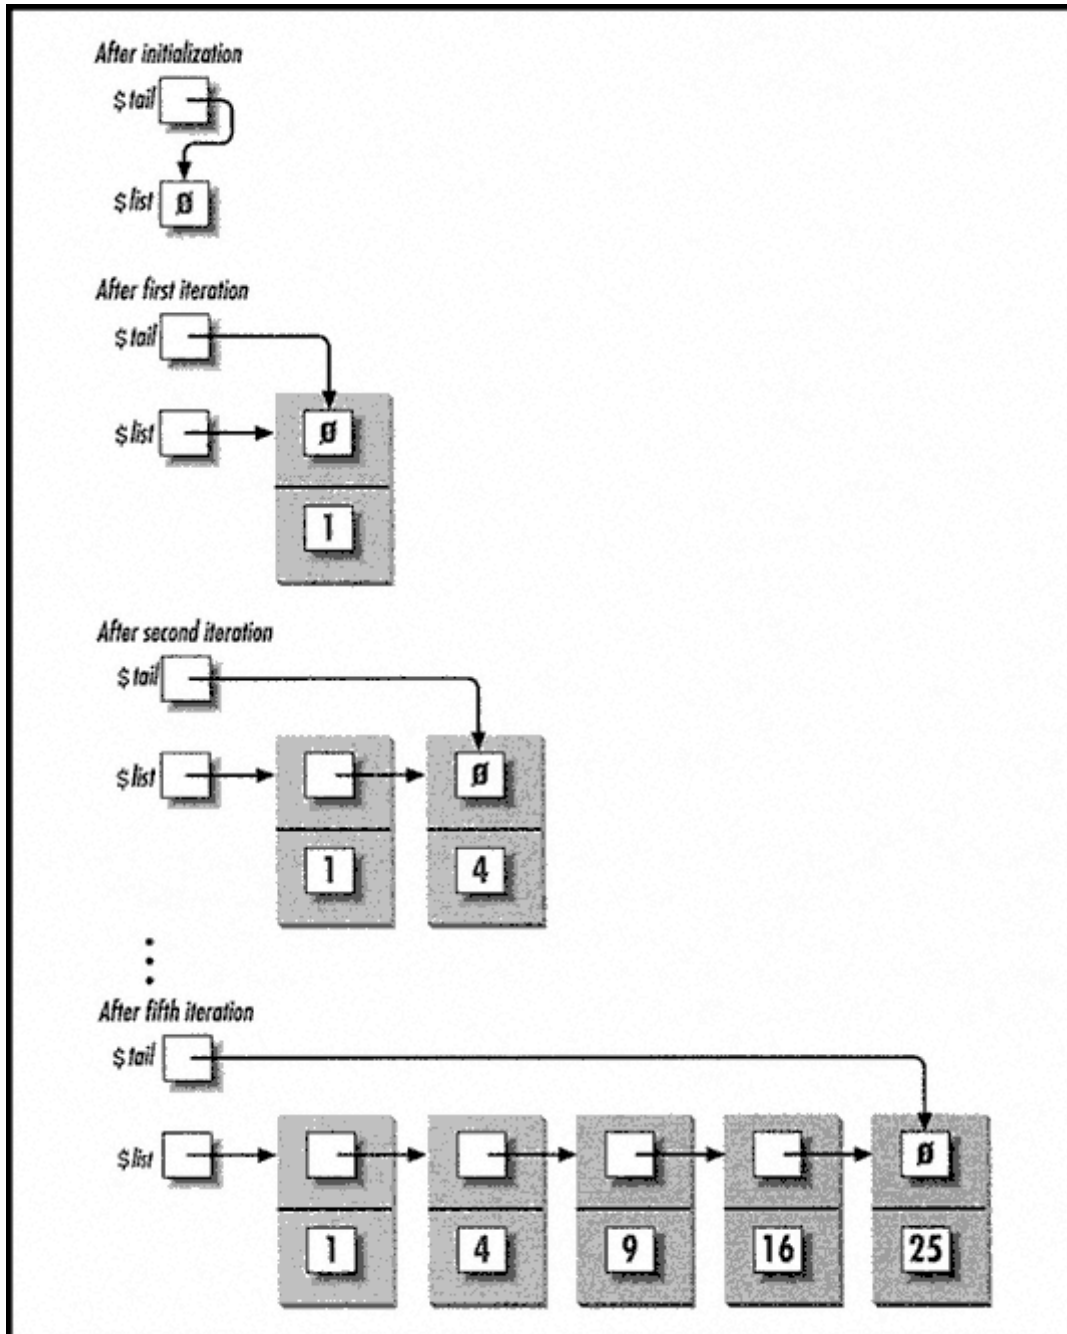 After initialization
$tail
$list Ø
After first iteration
$tail
$list Ø
1
After second iteration
$tail
$list Ø
1 4
After fifth iteration
$tail
$list Ø
1 4 9 16 25